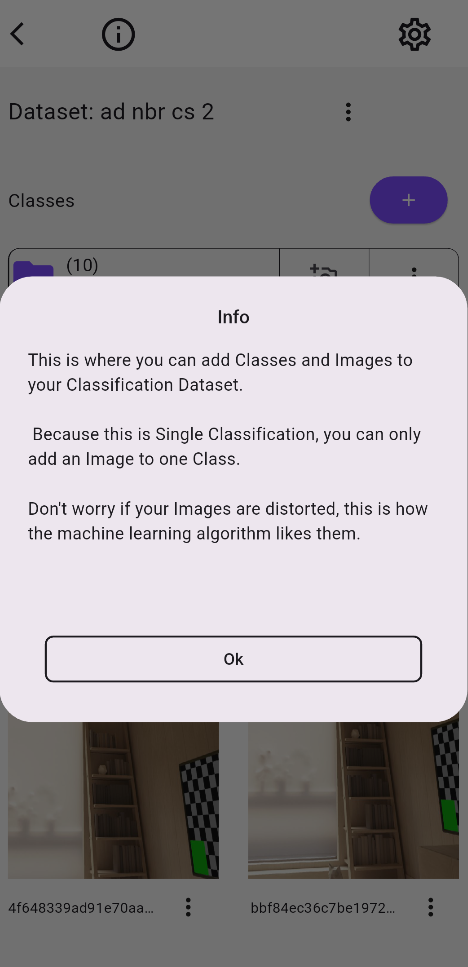 Dataset: ad nbr cs 2
Classes
+
(10)
Info
This is where you can add Classes and Images to
your Classification Dataset.
Because this is Single Classification, you can only
add an Image to one Class.
Don't worry if your Images are distorted, this is how
the machine learning algorithm likes them.
Ok
4f648339ad91e70aa...
bbf84ec36c7be1972...